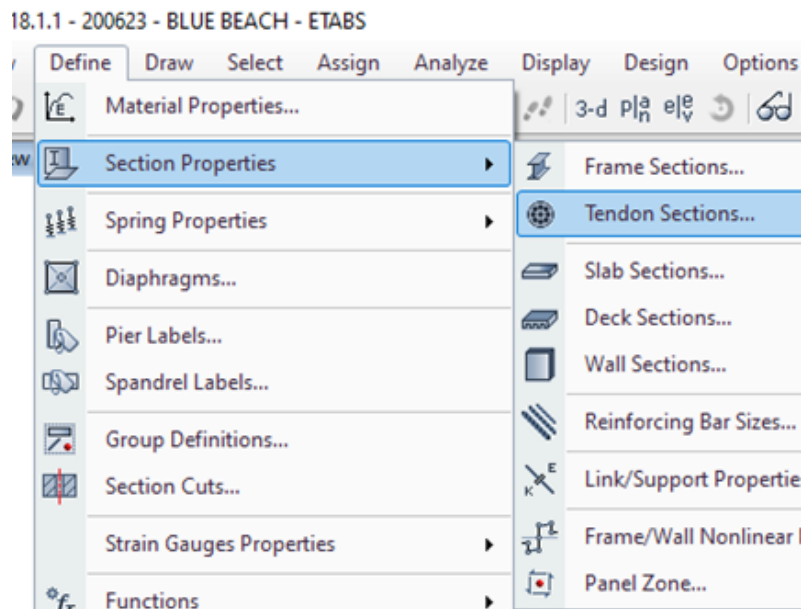 18.1.1 - 200623 - BLUE BEACH - ETABS
Define Draw Select Assign Analyze Display Design Options
Material Properties...
3-d
Section Properties
Frame Sections...
Tendon Sections...
Spring Properties
Slab Sections...
Diaphragms...
Deck Sections...
Pier Labels...
Wall Sections...
Spandrel Labels...
Reinforcing Bar Sizes...
Group Definitions...
Link/Support Propertie
Section Cuts...
Frame/Wall Nonlinear
Strain Gauges Properties
Panel Zone...
Functions